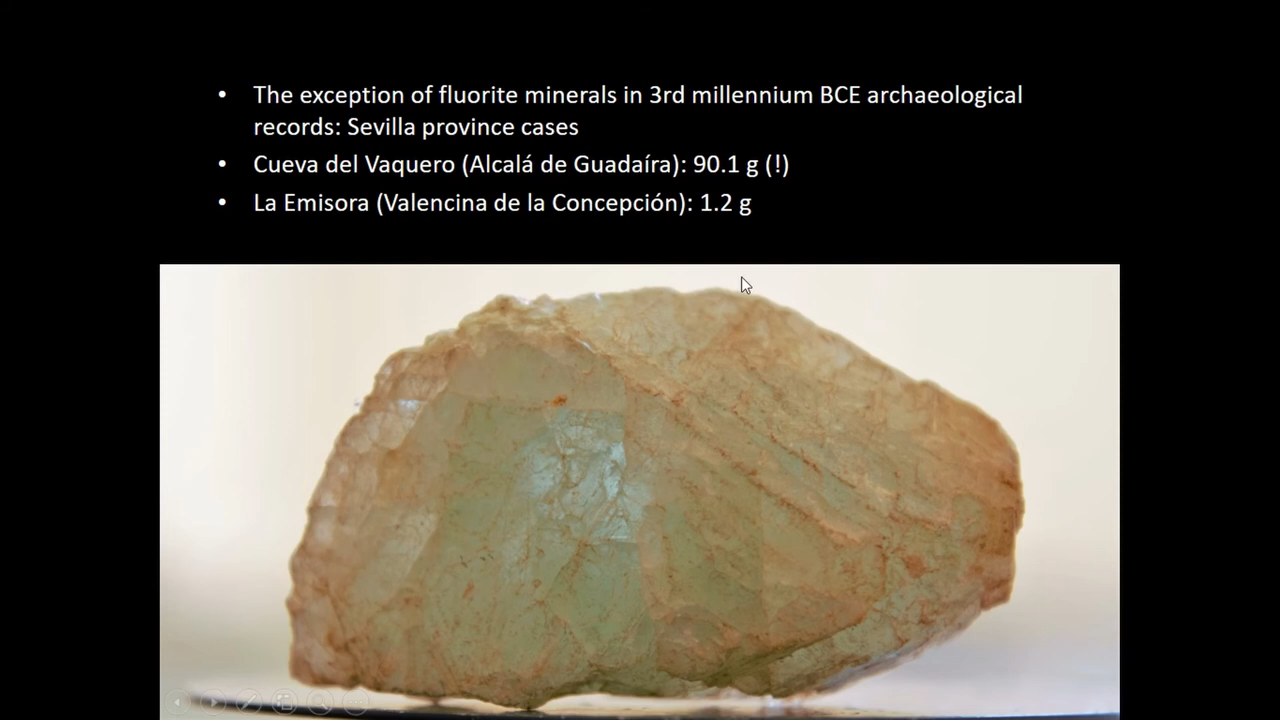 • The exception of fluorite minerals in 3rd millennium BCE archaeological
records: Sevilla province cases
• Cueva del Vaquero (Alcalá de Guadaíra): 90.1 g (!)
• La Emisora (Valencina de la Concepción): 1.2 g